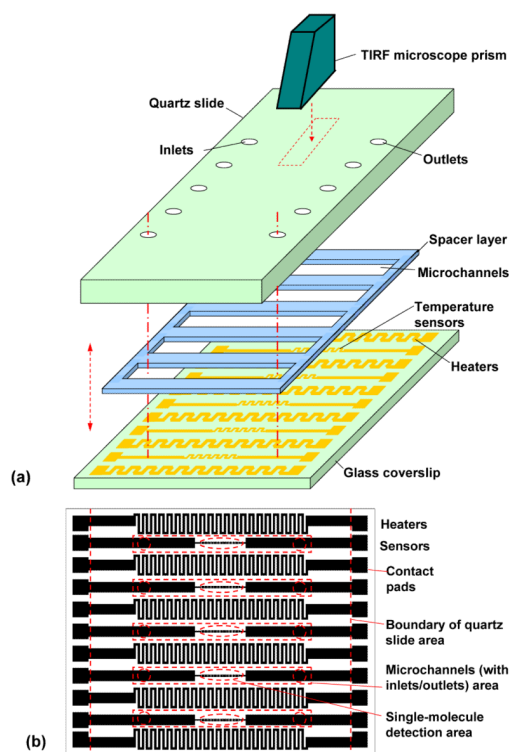 TIRF microscope prism
Quartz slide
Inlets
Outlets
Spacer layer
Microchannels
Temperature
sensors
Heaters
Glass coverslip
(a)
Heaters
Sensors
Contact
pads
Boundary of quartz
slide area
Microchannels (with
inlets/outlets) area
Single-molecule
detection area
(b)